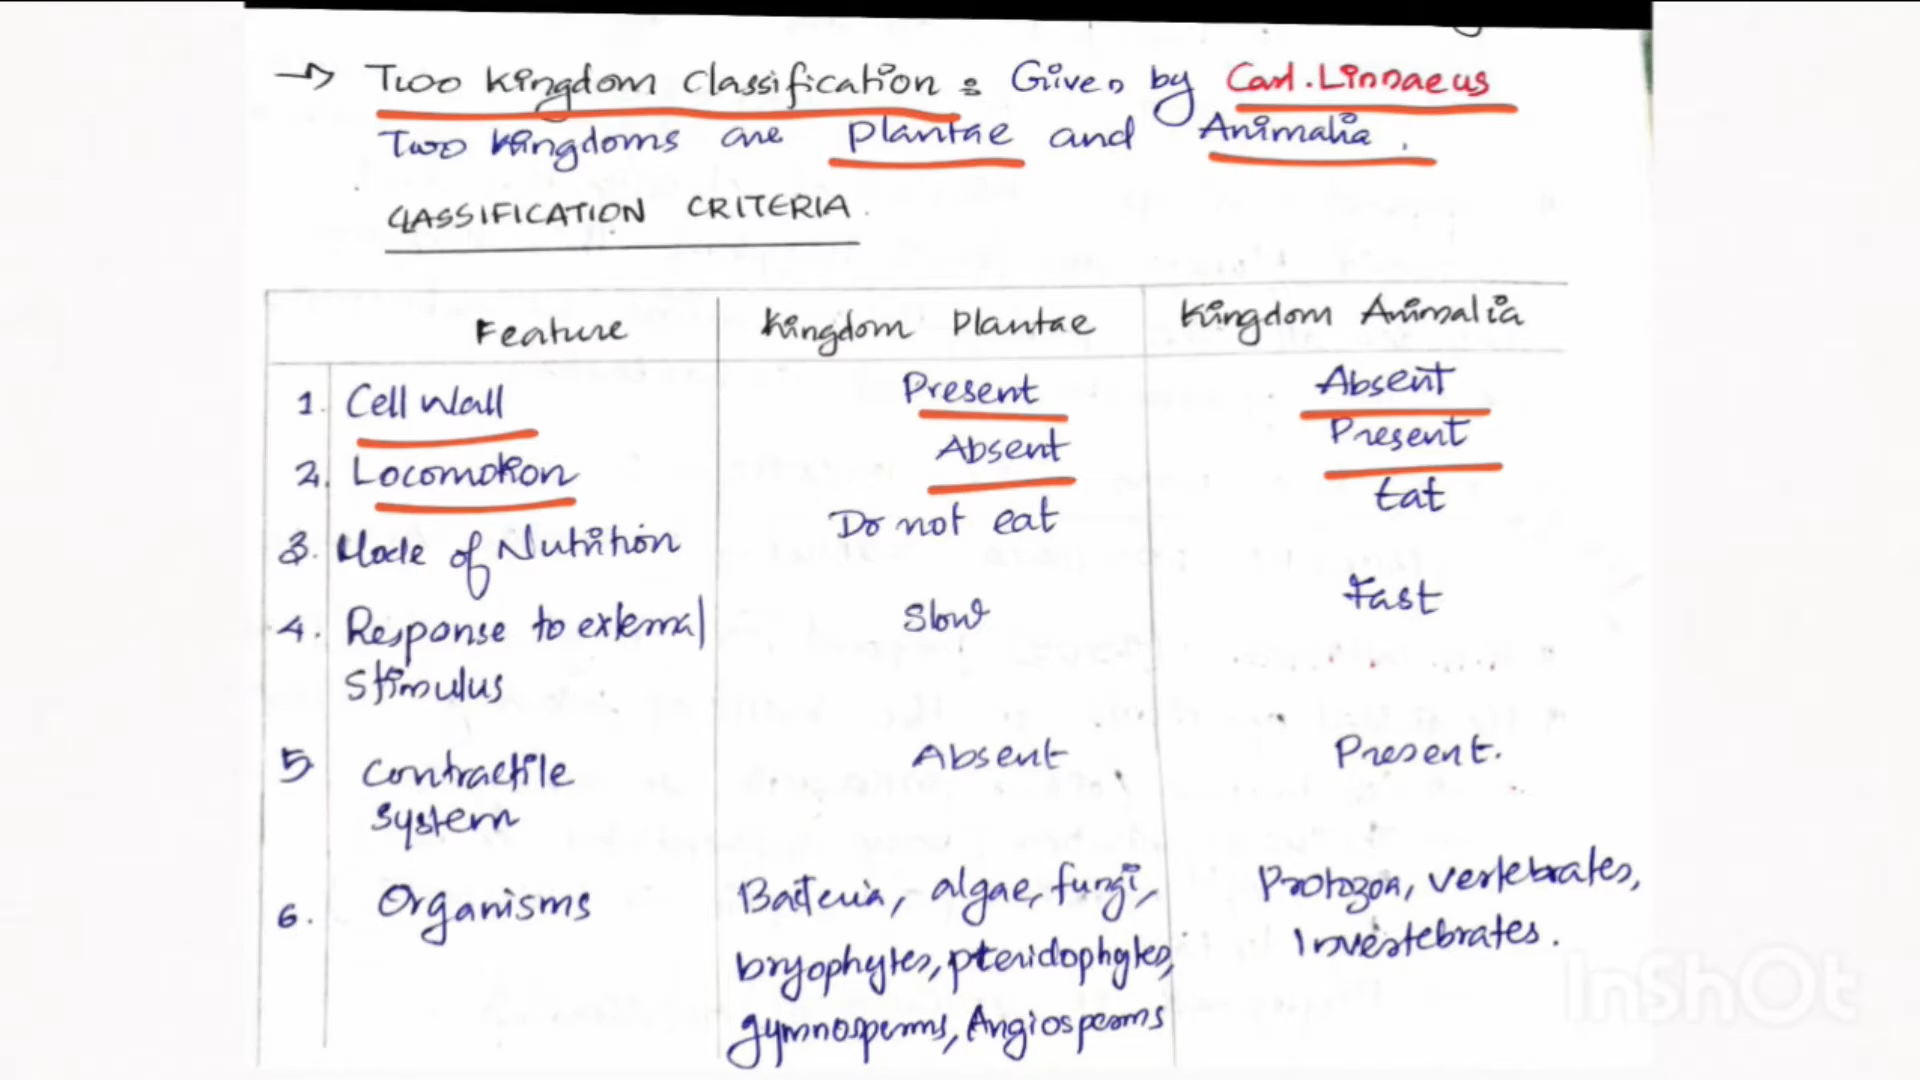 → Two Kingdom Classification : Given by Carl. Linnaeus
Two Kingdoms are Plantae and Animalia.
CLASSIFICATION CRITERIA.
Feature Kingdom Plantae Kingdom Animalia
1. Cell Wall Present Absent
2. Locomotion Absent Present
3. Mode of Nutrition Do not eat Eat
4. Response to external Slow Fast
Stimulus
5 Contractile Absent Present.
System
6. Organisms Bacteria, algae, fungi, Protozoa, vertebrates,
bryophytes, pteridophytes, Invertebrates.
gymnosperms, Angiosperms
InShOt